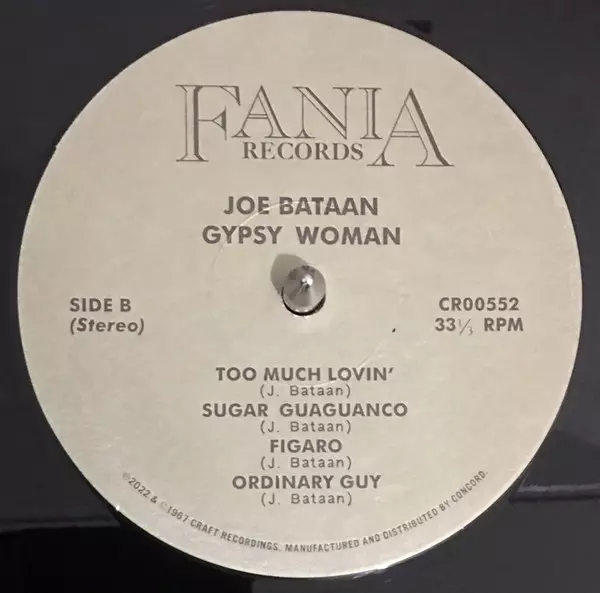 FANIA
RECORDS
JOE BATAAN
GYPSY WOMAN
SIDE B
(Stereo)
CR00552
33⅓ RPM
TOO MUCH LOVIN'
(J. Bataan)
SUGAR GUAGUANCO
(J. Bataan)
FIGARO
(J. Bataan)
ORDINARY GUY
(J. Bataan)
℗2022 & ©1967 CRAFT RECORDINGS. MANUFACTURED AND DISTRIBUTED BY CONCORD.